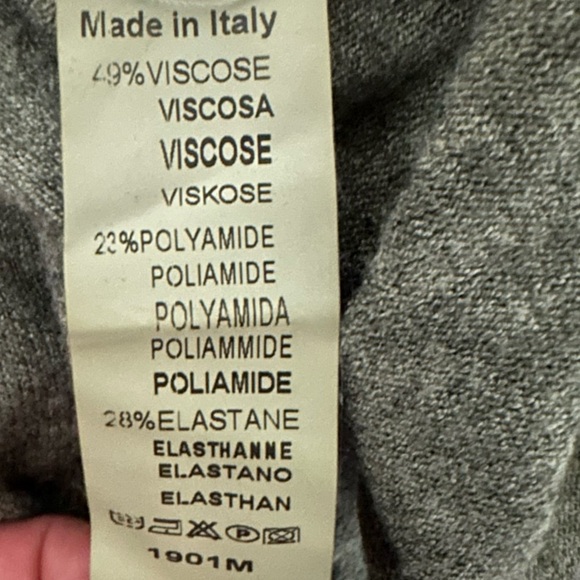 Made in Italy
49%VISCOSE
VISCOSA
VISCOSE
VISKOSE
23%POLYAMIDE
POLIAMIDE
POLYAMIDA
POLIAMMIDE
POLIAMIDE
28%ELASTANE
ELASTHANNE
ELASTANO
ELASTHAN
P
1901M